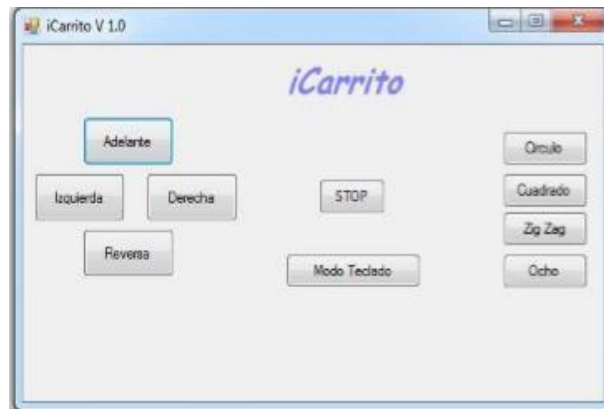 iCarrito V 1.0
iCarrito
Adelante
Izquierda
Derecha
Reversa
STOP
Modo Teclado
Circulo
Cuadrado
Zig Zag
Ocho